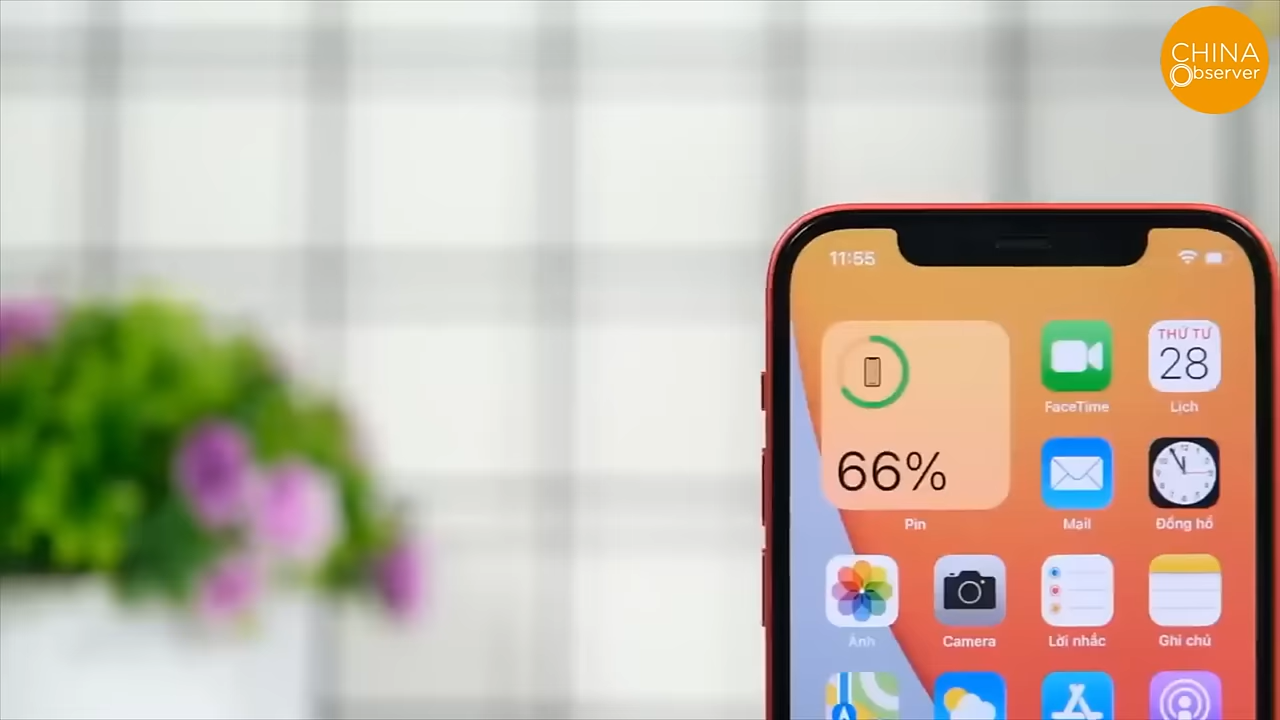 CHINA
Observer
11:55
THỨ TƯ
28
FaceTime
Lịch
66%
Pin
Mail
Đồng hồ
Ảnh
Camera
Lời nhắc
Ghi chú